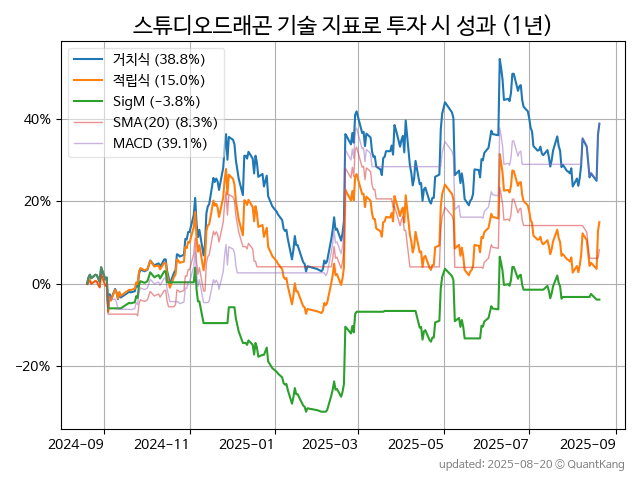 스튜디오드래곤 기술 지표로 투자 시 성과 (1년)
거치식 (38.8%)
적립식 (15.0%)
SigM (−3.8%)
SMA(20) (8.3%)
MACD (39.1%)
40%
20%
0%
−20%
2024-09 2024-11 2025-01 2025-03 2025-05 2025-07 2025-09
updated: 2025-08-20 © QuantKang